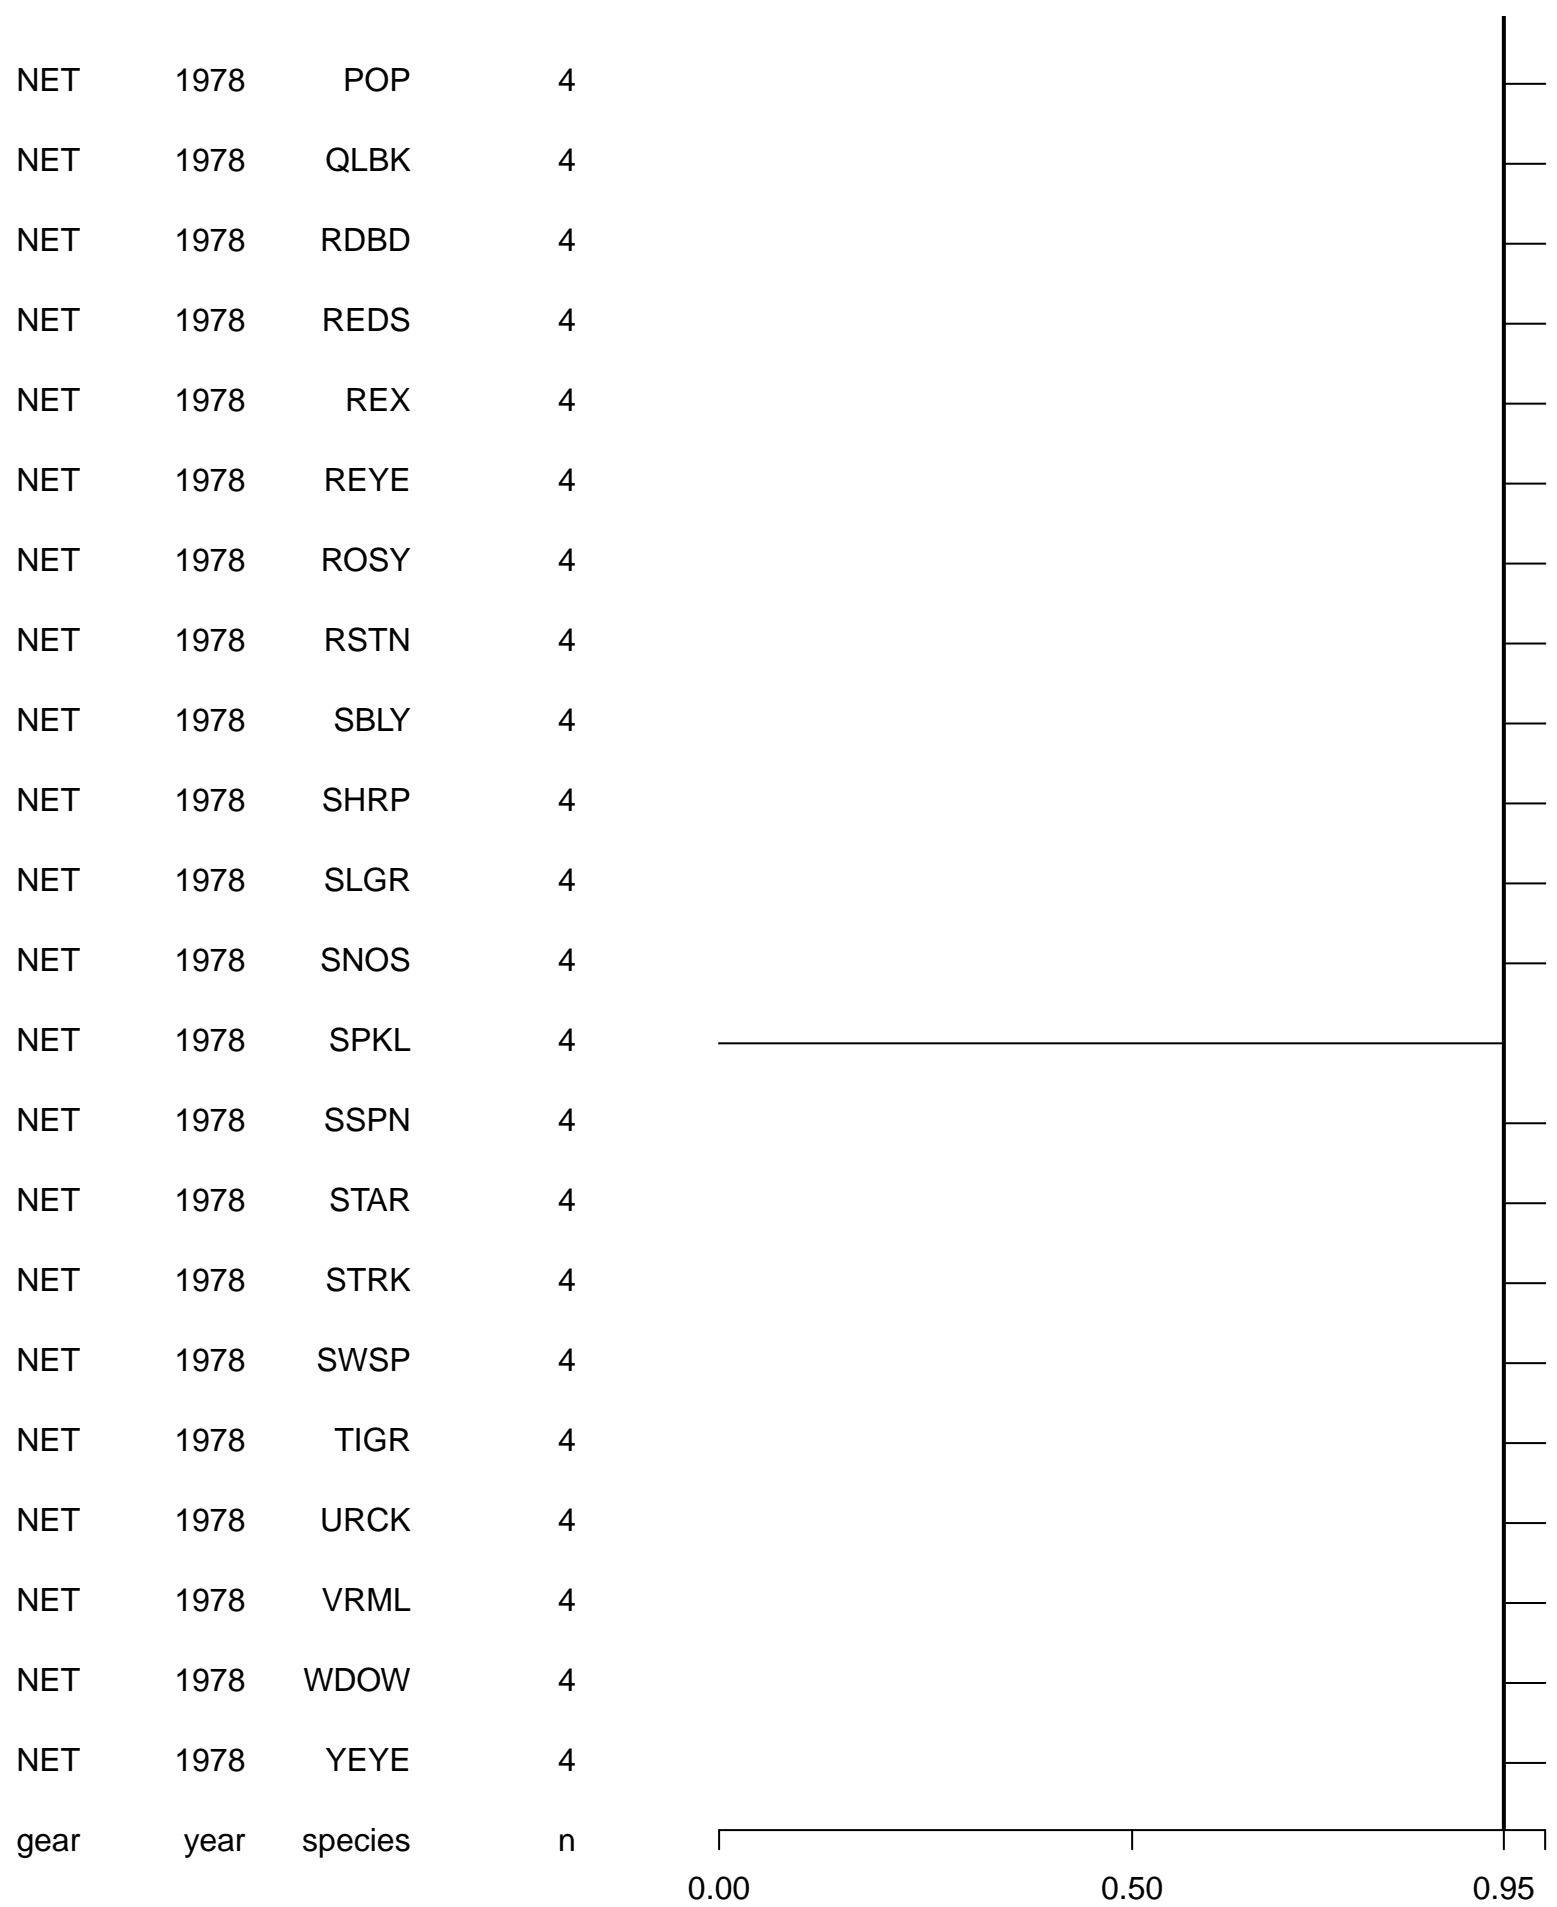 NET 1978 POP 4
NET 1978 QLBK 4
NET 1978 RDBD 4
NET 1978 REDS 4
NET 1978 REX 4
NET 1978 REYE 4
NET 1978 ROSY 4
NET 1978 RSTN 4
NET 1978 SBLY 4
NET 1978 SHRP 4
NET 1978 SLGR 4
NET 1978 SNOS 4
NET 1978 SPKL 4
NET 1978 SSPN 4
NET 1978 STAR 4
NET 1978 STRK 4
NET 1978 SWSP 4
NET 1978 TIGR 4
NET 1978 URCK 4
NET 1978 VRML 4
NET 1978 WDOW 4
NET 1978 YEYE 4
gear year species n
0.00 0.50 0.95